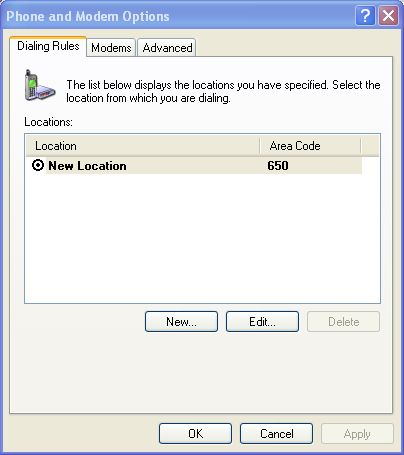 Phone and Modem Options
Dialing Rules Modems Advanced
The list below displays the locations you have specified. Select the
location from which you are dialing.
Locations:
Location Area Code
New Location 650
New... Edit... Delete
OK Cancel Apply